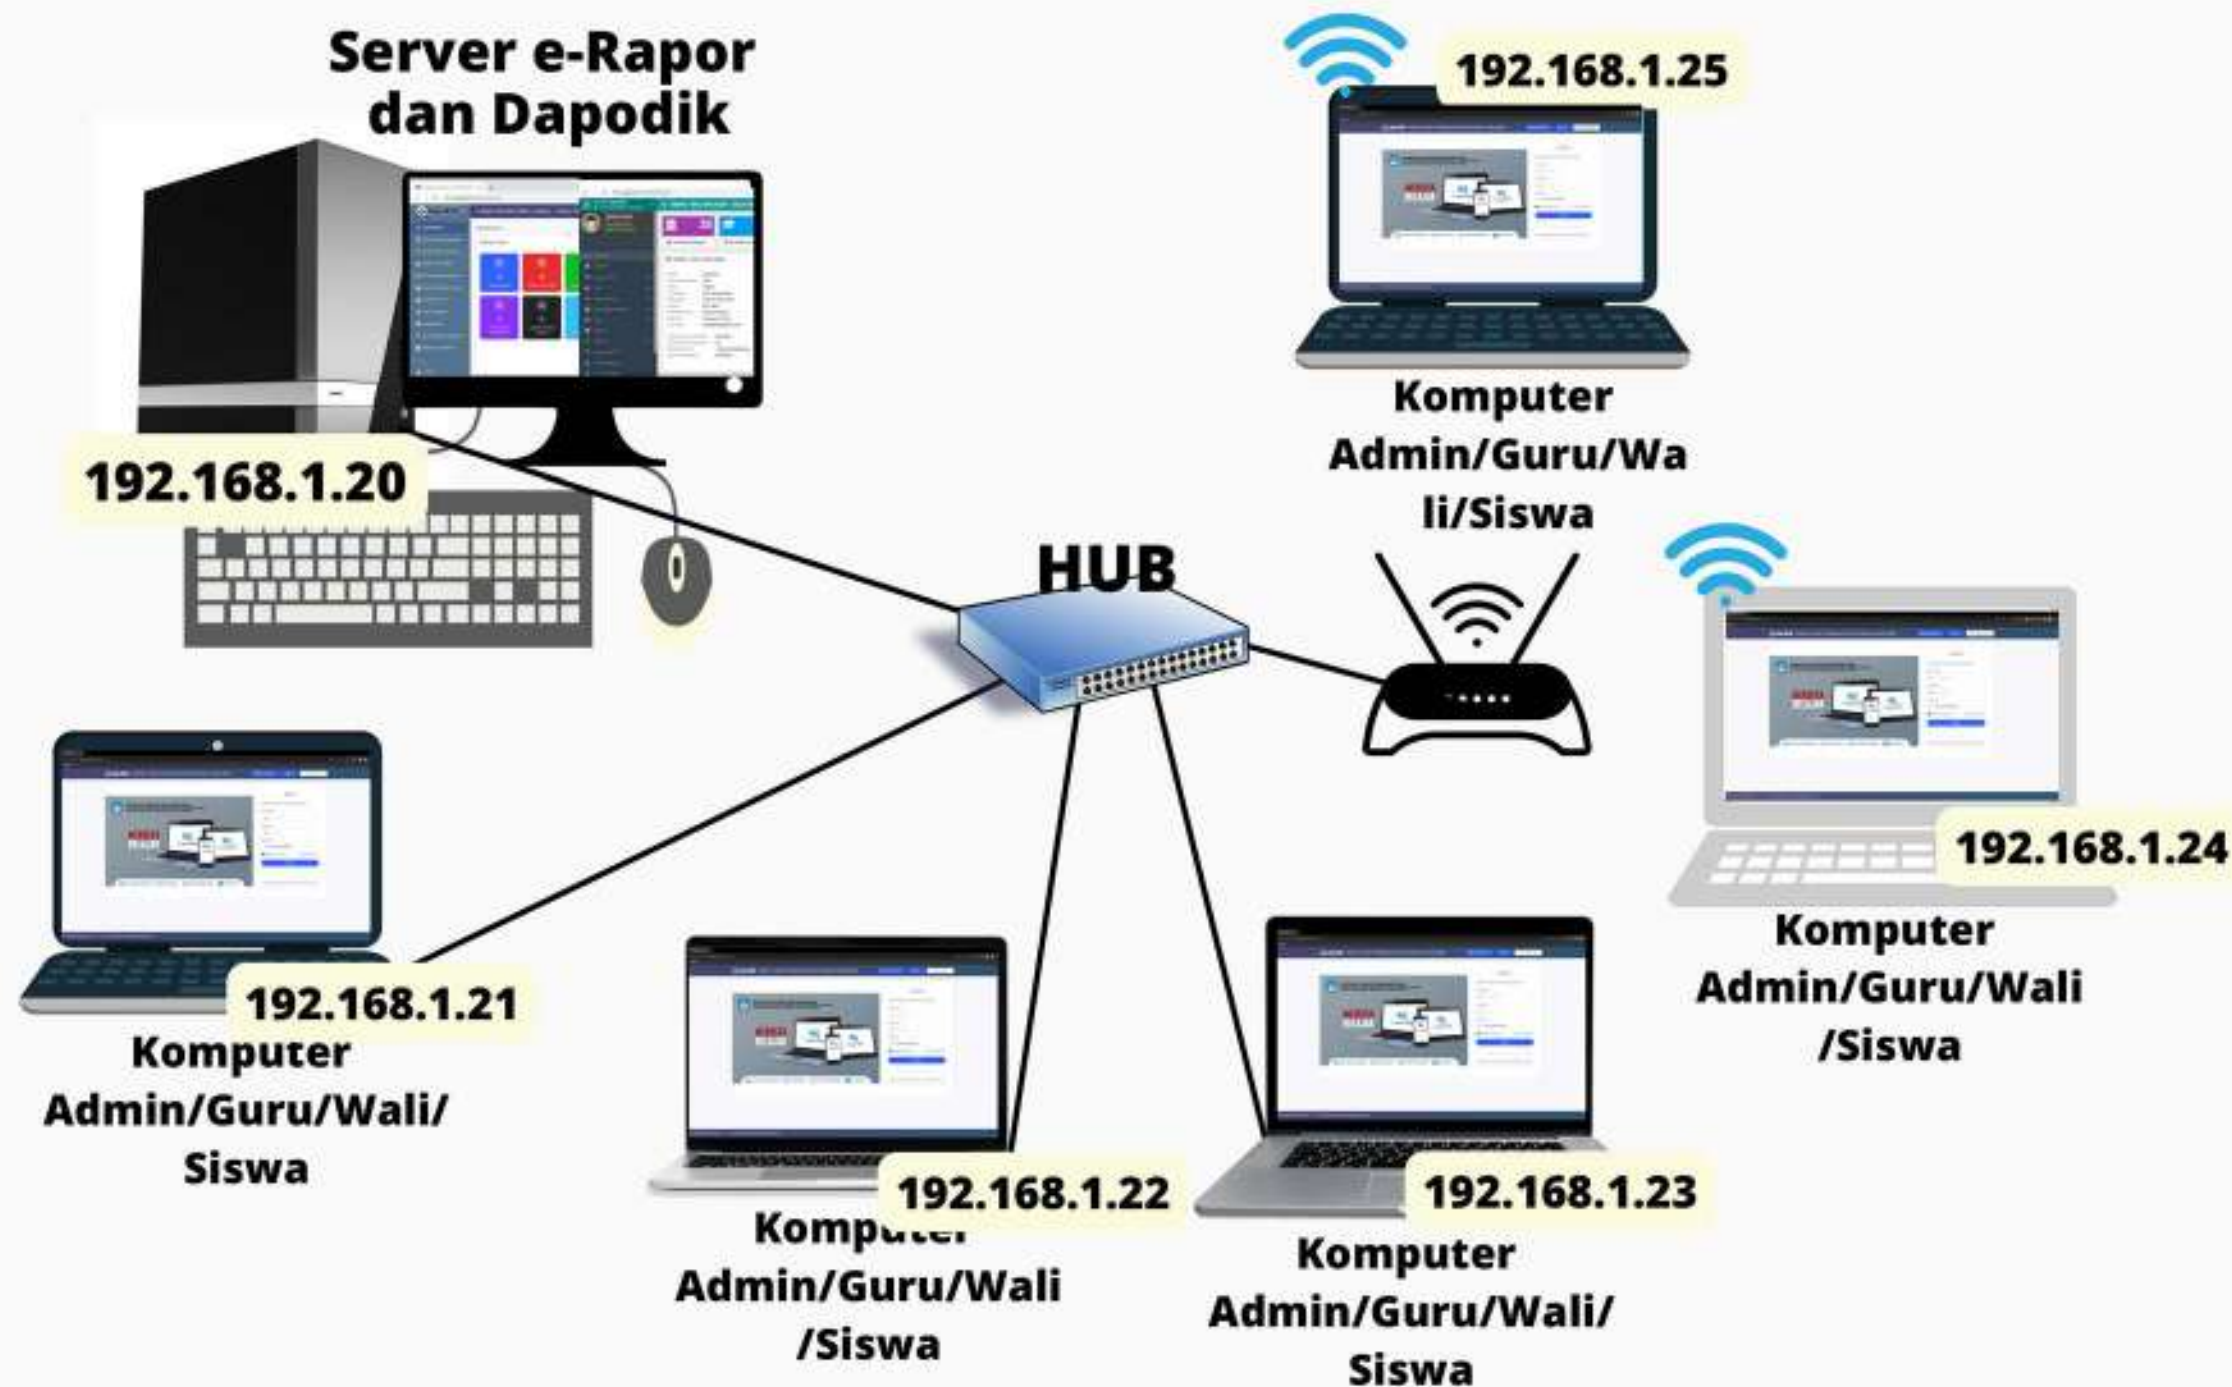 Server e-Rapor
dan Dapodik
192.168.1.20
192.168.1.25
Komputer
Admin/Guru/Wa
li/Siswa
HUB
192.168.1.24
Komputer
Admin/Guru/Wali
/Siswa
192.168.1.21
Komputer
Admin/Guru/Wali/
Siswa
192.168.1.22
Komputer
Admin/Guru/Wali
/Siswa
192.168.1.23
Komputer
Admin/Guru/Wali/
Siswa